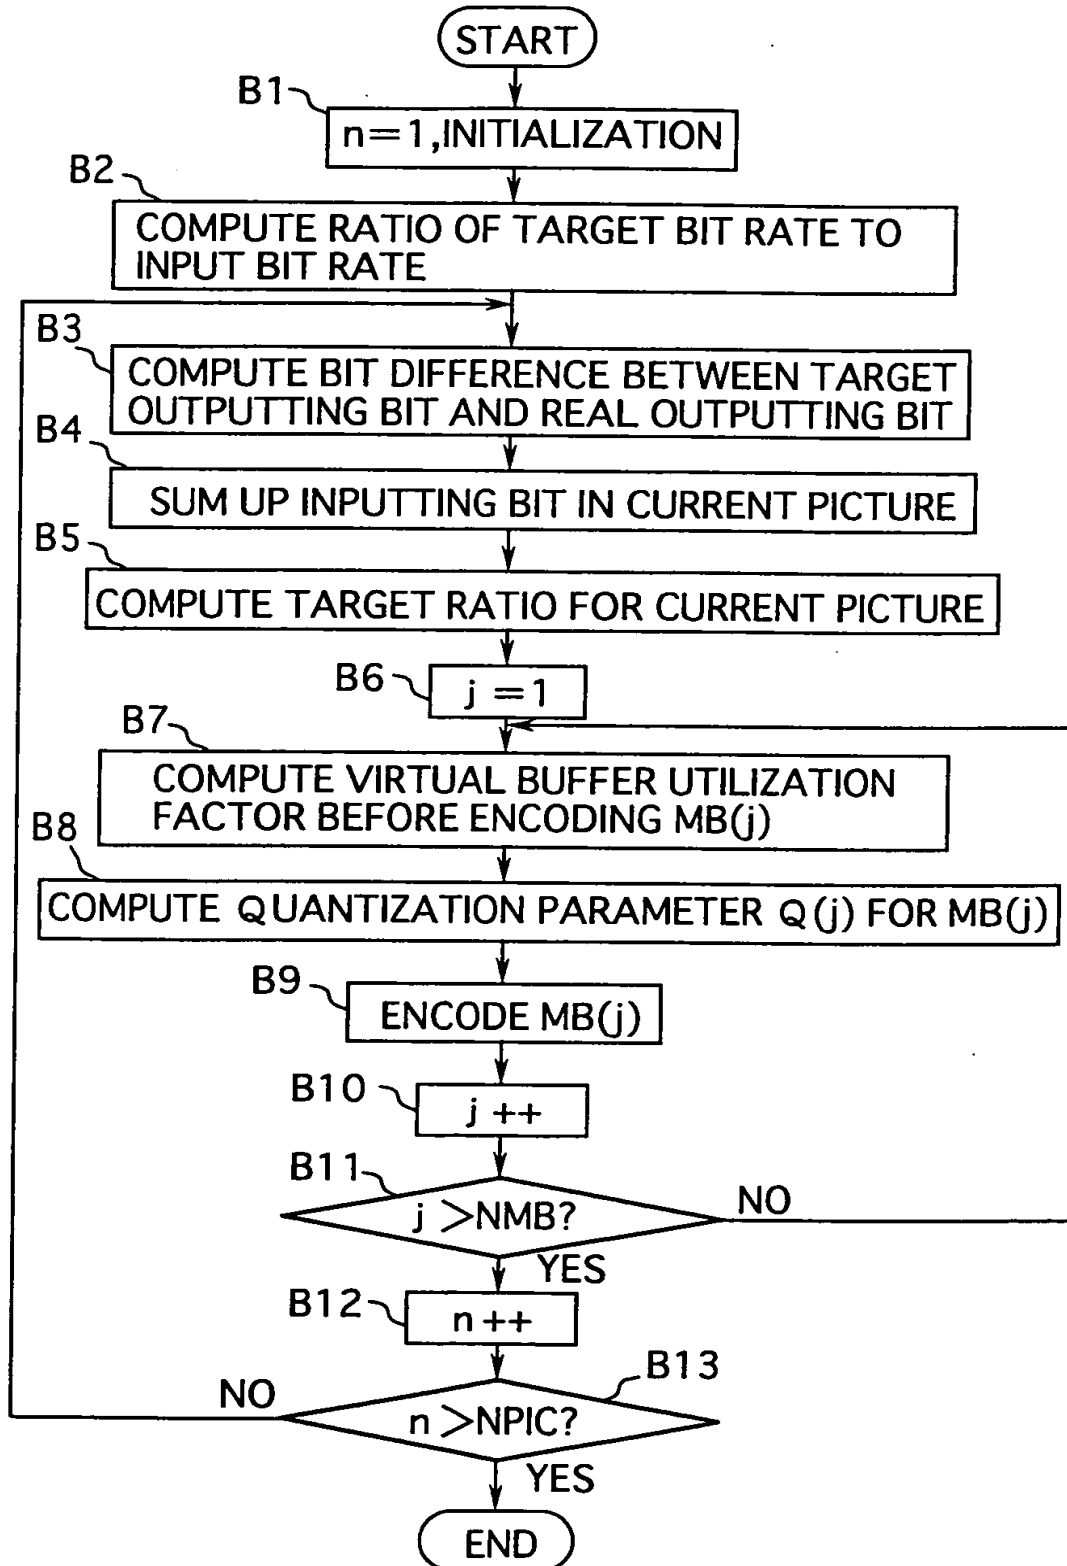 START
B1
n=1,INITIALIZATION
B2
COMPUTE RATIO OF TARGET BIT RATE TO
INPUT BIT RATE
B3
COMPUTE BIT DIFFERENCE BETWEEN TARGET
OUTPUTTING BIT AND REAL OUTPUTTING BIT
B4
SUM UP INPUTTING BIT IN CURRENT PICTURE
B5
COMPUTE TARGET RATIO FOR CURRENT PICTURE
B6
j =1
B7
COMPUTE VIRTUAL BUFFER UTILIZATION
FACTOR BEFORE ENCODING MB(j)
B8
COMPUTE QUANTIZATION PARAMETER Q(j) FOR MB(j)
B9
ENCODE MB(j)
B10
j ++
B11
j >NMB?
NO
YES
B12
n ++
B13
n >NPIC?
NO
YES
END